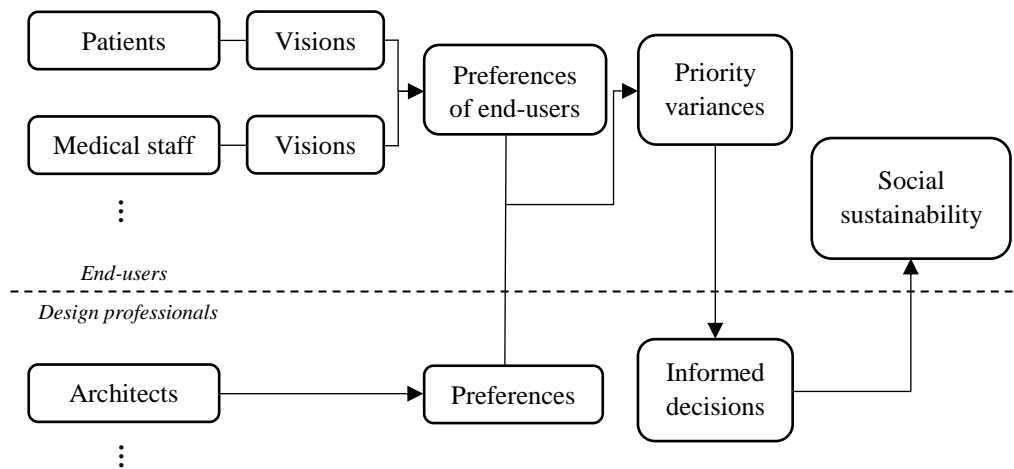 Patients
Visions
Preferences
of end-users
Priority
variances
Medical staff
Visions
⋮
Social
sustainability
End-users
Design professionals
Architects
Preferences
Informed
decisions
⋮